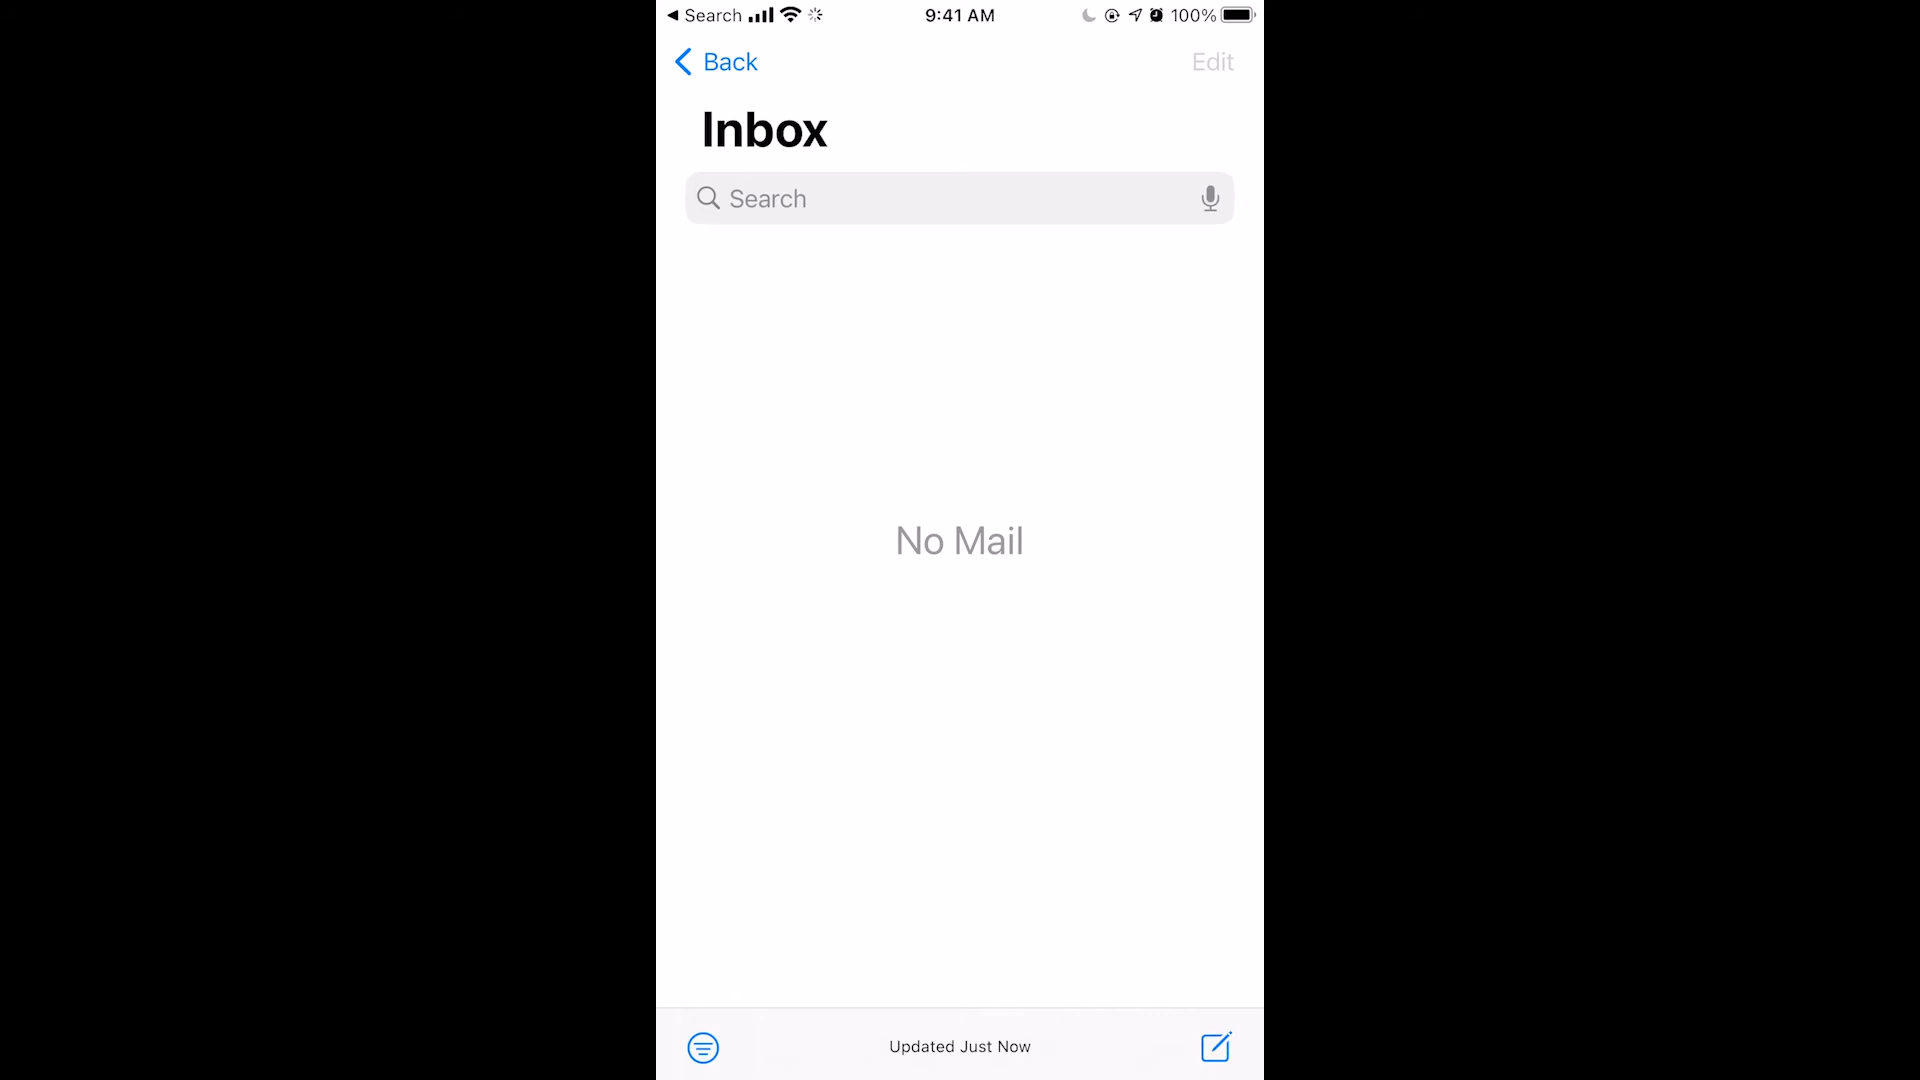 Search 9:41 AM 100%
Back Edit
Inbox
Search
No Mail
Updated Just Now